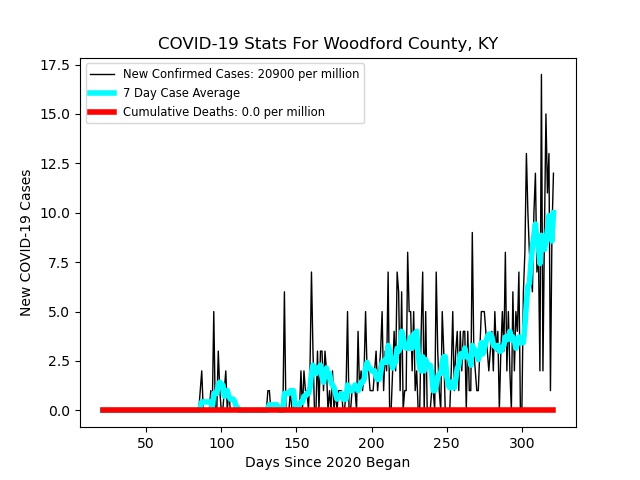 COVID-19 Stats For Woodford County, KY
17.5
15.0
12.5
10.0
7.5
5.0
2.5
0.0
New COVID-19 Cases
New Confirmed Cases: 20900 per million
7 Day Case Average
Cumulative Deaths: 0.0 per million
50 100 150 200 250 300
Days Since 2020 Began